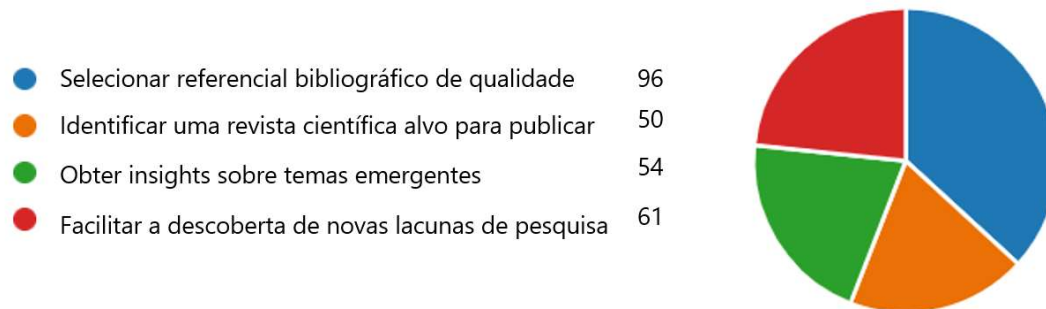 Selecionar referencial bibliográfico de qualidade 96
Identificar uma revista científica alvo para publicar 50
Obter insights sobre temas emergentes 54
Facilitar a descoberta de novas lacunas de pesquisa 61